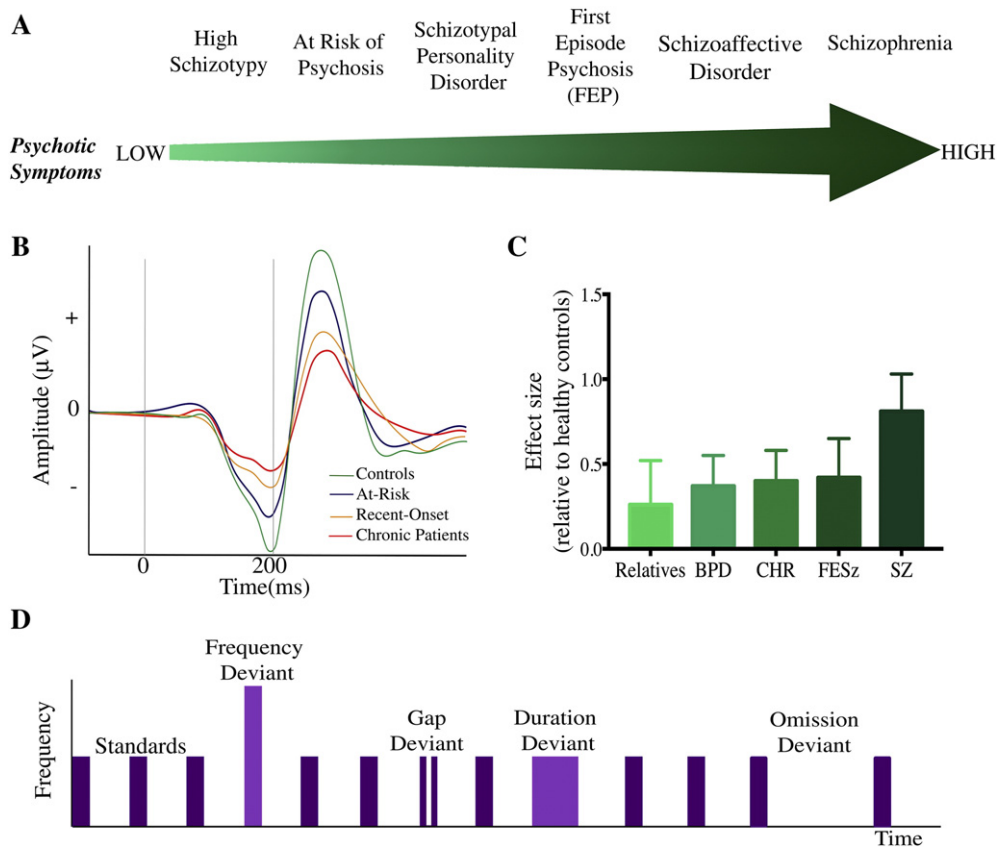 A
High
Schizotypy
At Risk of
Psychosis
Schizotypal
Personality
Disorder
First
Episode
Psychosis
(FEP)
Schizoaffective
Disorder
Schizophrenia
Psychotic
Symptoms
LOW
HIGH
B
Amplitude (µV)
+
0
-
Controls
At-Risk
Recent-Onset
Chronic Patients
0
200
Time(ms)
C
Effect size
(relative to healthy controls)
1.5
1.0
0.5
0.0
Relatives BPD CHR FESz SZ
D
Frequency
Standards
Frequency
Deviant
Gap
Deviant
Duration
Deviant
Omission
Deviant
Time